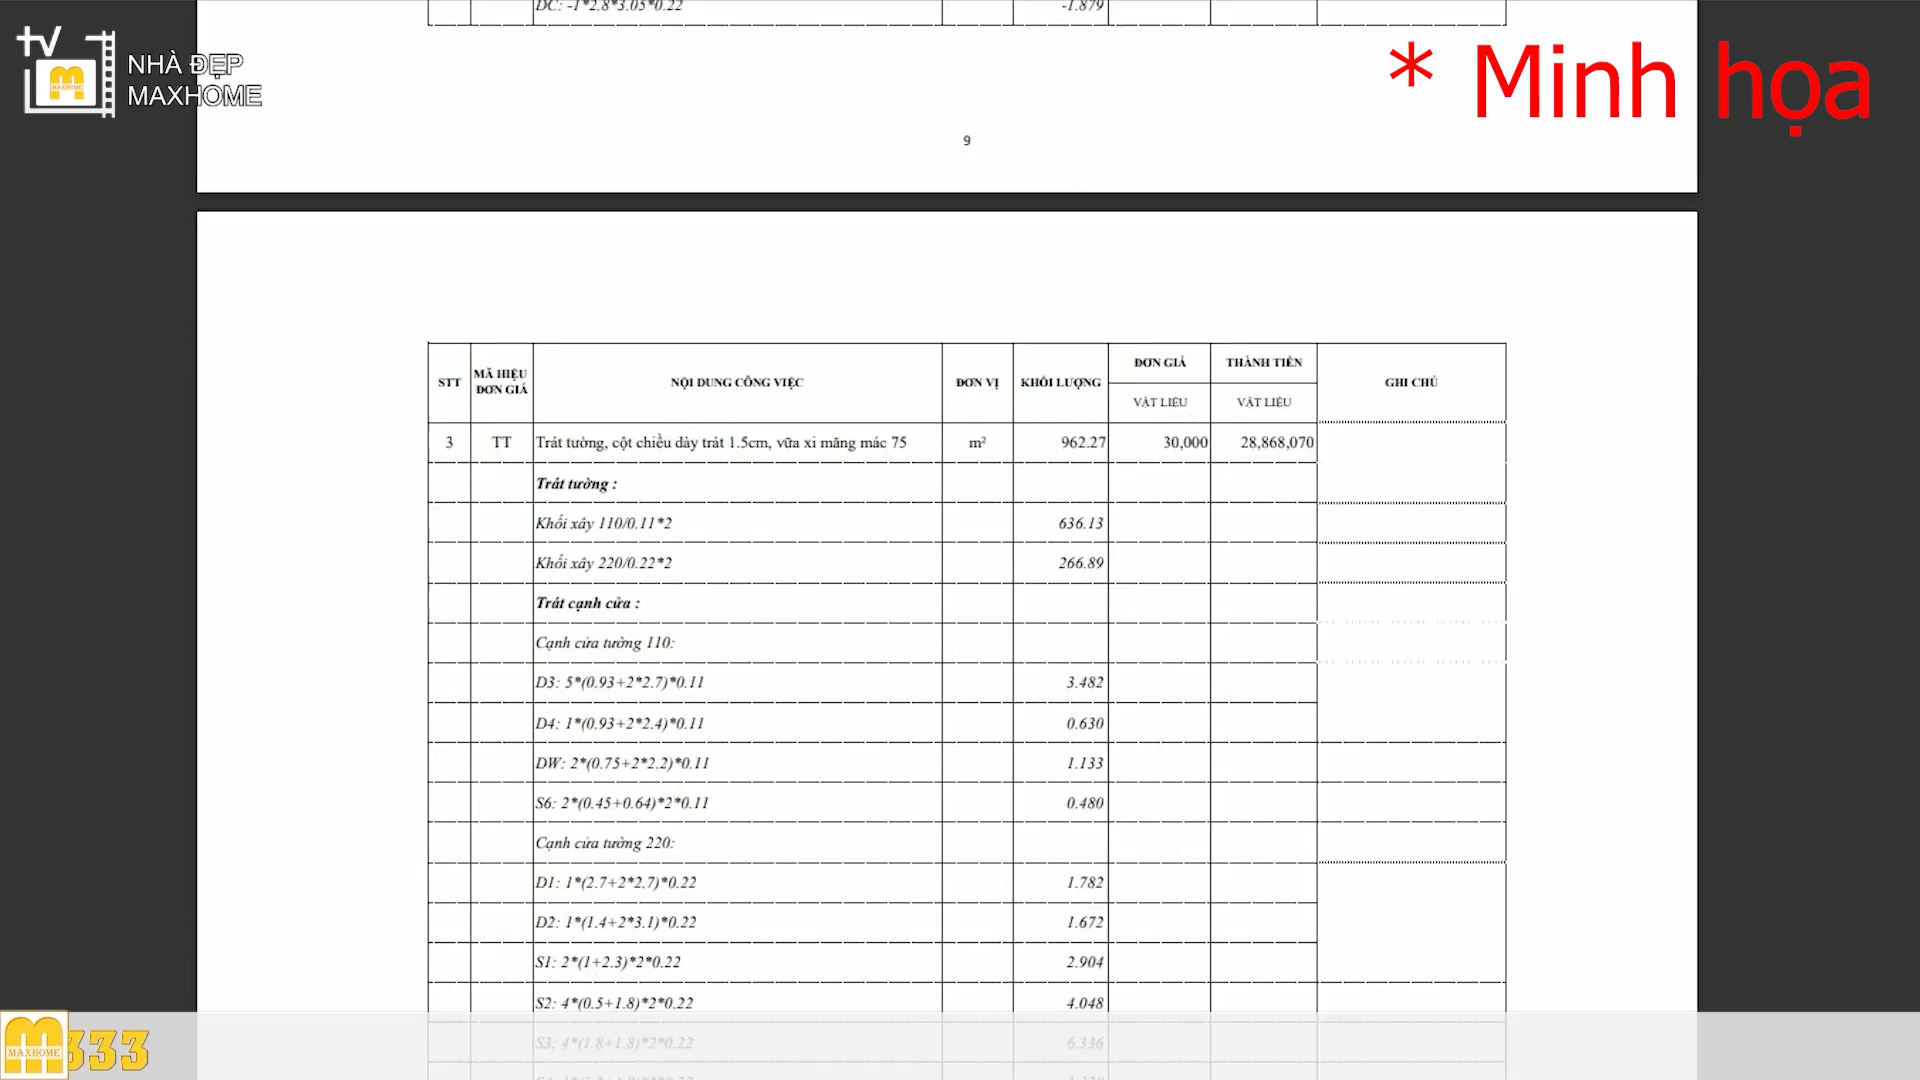 DC: -1*2.8*3.05*0.22 -1.879
tv
MAXHOME
NHÀ ĐẸP
MAXHOME
* Minh họa
9
STT MÃ HIỆU ĐƠN GIÁ NỘI DUNG CÔNG VIỆC ĐƠN VỊ KHỐI LƯỢNG ĐƠN GIÁ THÀNH TIỀN GHI CHÚ
VẬT LIỆU VẬT LIỆU
3 TT Trát tường, cột chiều dày trát 1.5cm, vữa xi măng mác 75 m² 962.27 30,000 28,868,070
Trát tường :
Khối xây 110/0.11*2 636.13
Khối xây 220/0.22*2 266.89
Trát cạnh cửa :
Cạnh cửa tường 110:
D3: 5*(0.93+2*2.7)*0.11 3.482
D4: 1*(0.93+2*2.4)*0.11 0.630
DW: 2*(0.75+2*2.2)*0.11 1.133
S6: 2*(0.45+0.64)*2*0.11 0.480
Cạnh cửa tường 220:
D1: 1*(2.7+2*2.7)*0.22 1.782
D2: 1*(1.4+2*3.1)*0.22 1.672
S1: 2*(1+2.3)*2*0.22 2.904
S2: 4*(0.5+1.8)*2*0.22 4.048
S3: 4*(1.8+1.8)*2*0.22 6.336
MAXHOME
333